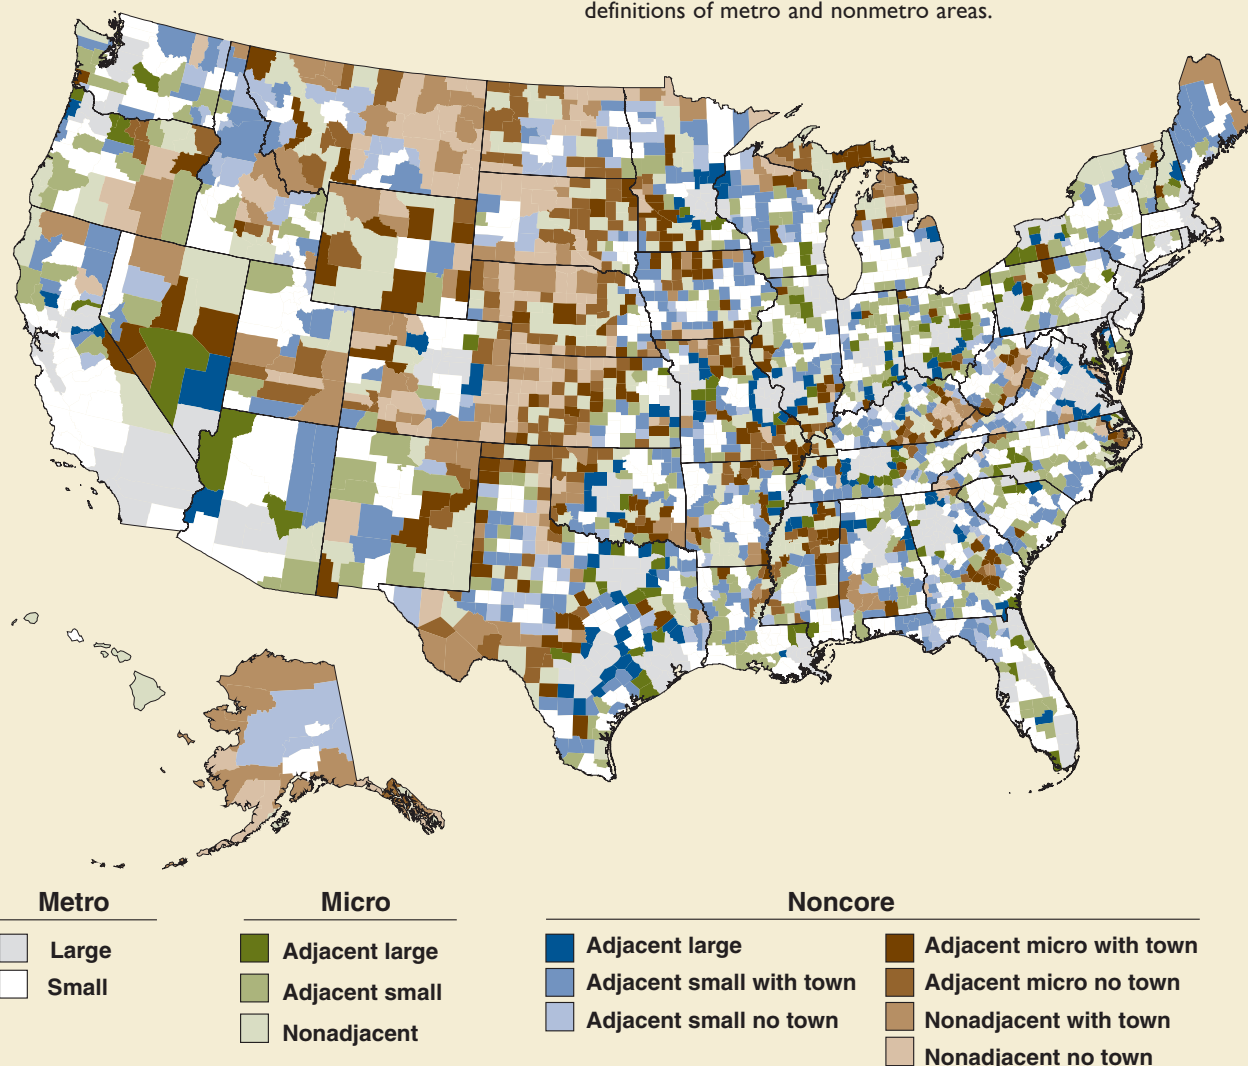 definitions of metro and nonmetro areas.
Metro
Large
Small
Micro
Adjacent large
Adjacent small
Nonadjacent
Noncore
Adjacent large
Adjacent small with town
Adjacent small no town
Adjacent micro with town
Adjacent micro no town
Nonadjacent with town
Nonadjacent no town